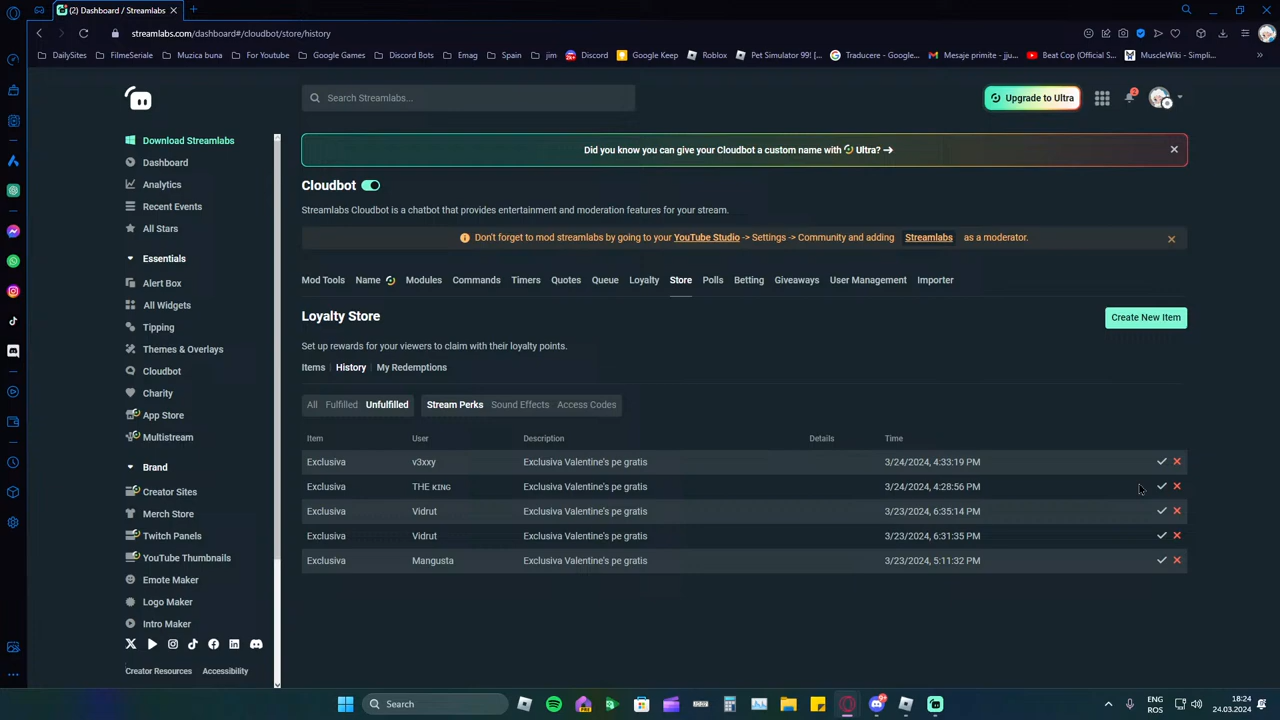 (2) Dashboard / Streamlabs
streamlabs.com/dashboard#/cloudbot/store/history
DailySites FilmeSeriale Muzica buna For Youtube Google Games Discord Bots Emag Spain jim Discord Google Keep Roblox Pet Simulator 99! [... Traducere - Google... Mesaje primite - jju... Beat Cop (Official S... MuscleWiki - Simpli...
Search Streamlabs...
Upgrade to Ultra
2
Download Streamlabs
Dashboard
Analytics
Recent Events
All Stars
Essentials
Alert Box
All Widgets
Tipping
Themes & Overlays
Cloudbot
Charity
App Store
Multistream
Brand
Creator Sites
Merch Store
Twitch Panels
YouTube Thumbnails
Emote Maker
Logo Maker
Intro Maker
Creator Resources Accessibility
Did you know you can give your Cloudbot a custom name with Ultra? →
Cloudbot
Streamlabs Cloudbot is a chatbot that provides entertainment and moderation features for your stream.
Don't forget to mod streamlabs by going to your YouTube Studio -> Settings -> Community and adding Streamlabs as a moderator.
Mod Tools Name Modules Commands Timers Quotes Queue Loyalty Store Polls Betting Giveaways User Management Importer
Loyalty Store
Create New Item
Set up rewards for your viewers to claim with their loyalty points.
Items History My Redemptions
All Fulfilled Unfulfilled Stream Perks Sound Effects Access Codes
Item User Description Details Time
Exclusiva v3xxy Exclusiva Valentine's pe gratis 3/24/2024, 4:33:19 PM
Exclusiva THE ᴋɪɴɢ Exclusiva Valentine's pe gratis 3/24/2024, 4:28:56 PM
Exclusiva Vidrut Exclusiva Valentine's pe gratis 3/23/2024, 6:35:14 PM
Exclusiva Vidrut Exclusiva Valentine's pe gratis 3/23/2024, 6:31:35 PM
Exclusiva Mangusta Exclusiva Valentine's pe gratis 3/23/2024, 5:11:32 PM
Search
ENG
ROS
18:24
24.03.2024